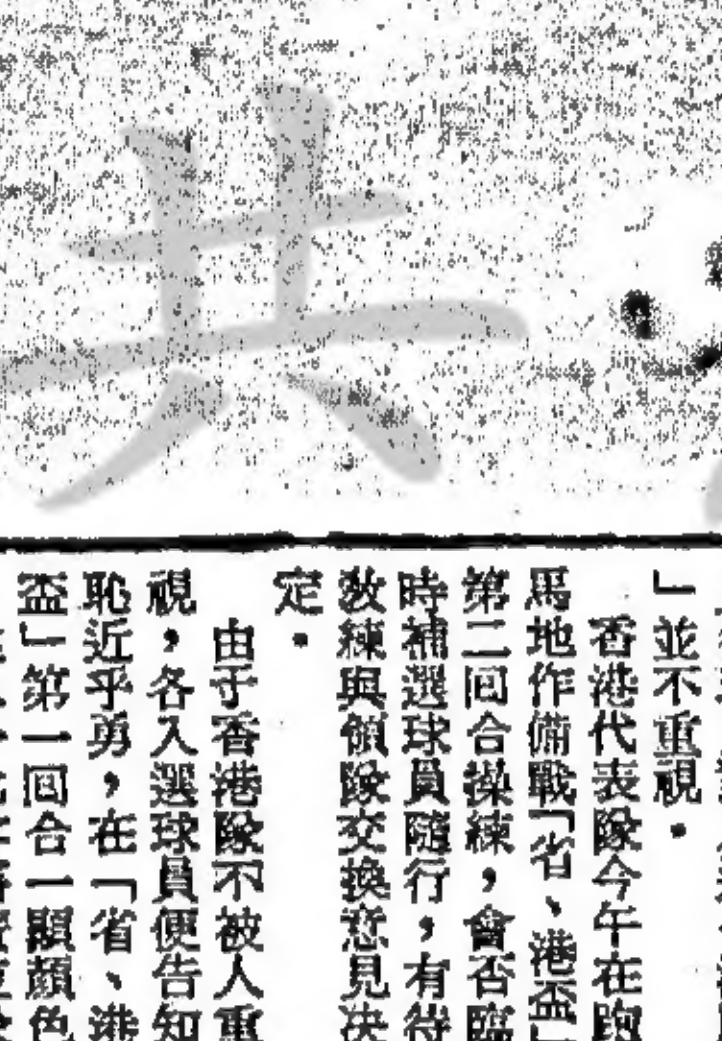 」並不重視。
香港代表隊今午在跑
馬地作備戰「省、港盃」
第二回合操練，會否臨
時補選球員隨行，有待
教練與領隊交換意見決
定。
由于香港隊不被人重
視，各入選球員便告知
恥近乎勇，在「省、港
盃」第一回合一顯顏色
共